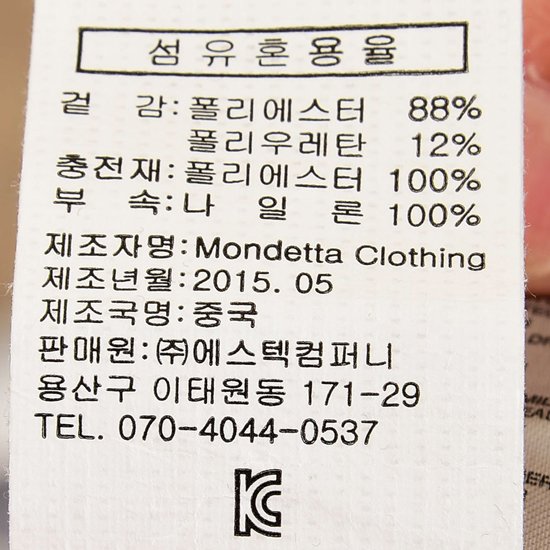 섬유혼용율
겉 감:폴리에스터 88%
폴리우레탄 12%
충전재:폴리에스터 100%
부 속:나 일 론 100%
제조자명:Mondetta Clothing
제조년월:2015. 05
제조국명:중국
판매원:㈜에스텍컴퍼니
용산구 이태원동 171-29
TEL. 070-4044-0537
KC